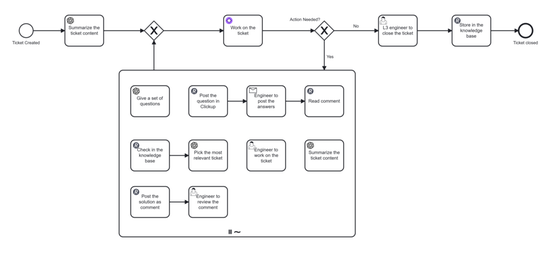 Ticket Created
Summarize the
ticket content
Work on the
ticket
Action Needed?
No
Yes
L3 engineer to
close the ticket
Store in the
knowledge
base
Ticket closed
Give a set of
questions
Post the
question in
Clickup
Engineer to
post the
answers
Read comment
Check in the
knowledge
base
Pick the most
relevant ticket
Engineer to
work on the
ticket
Summarize the
ticket content
Post the
solution as
comment
Engineer to
review the
comment